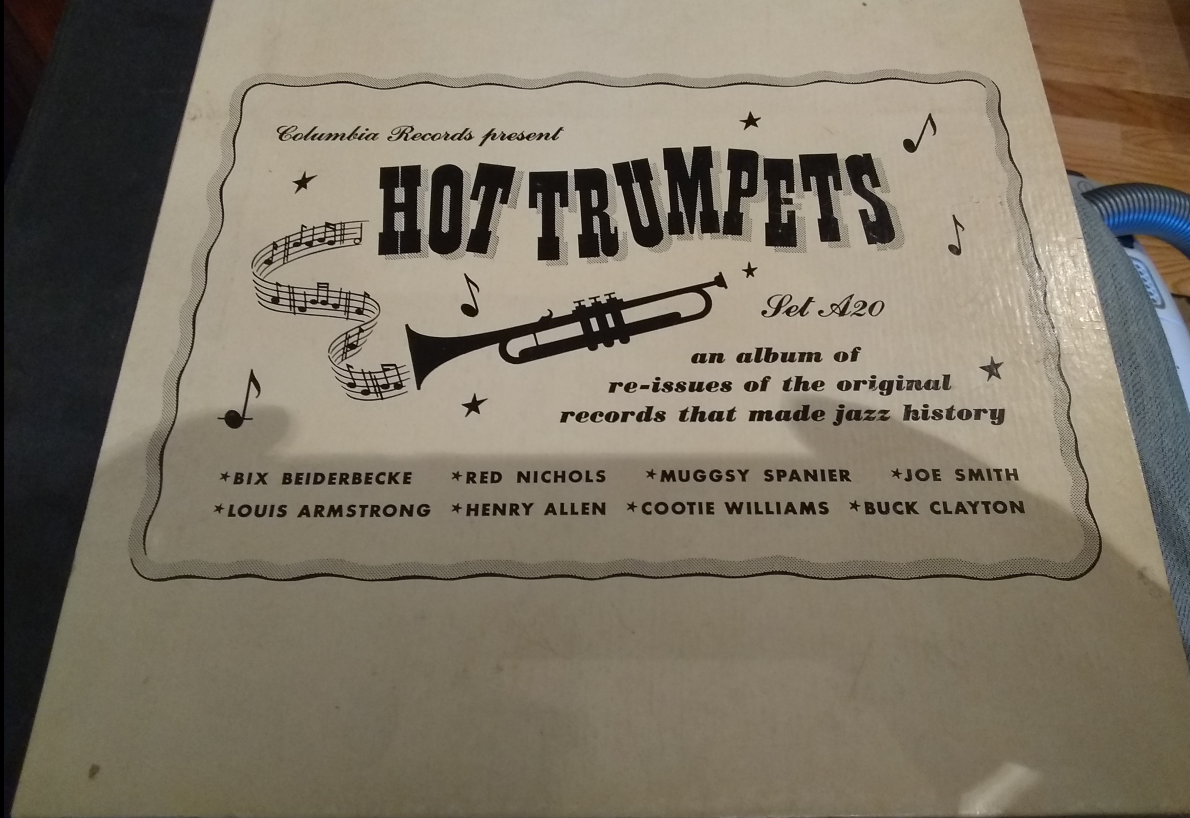 Columbia Records present
HOT TRUMPETS
Set A20
an album of
re-issues of the original
records that made jazz history
*BIX BEIDERBECKE *RED NICHOLS *MUGGSY SPANIER *JOE SMITH
*LOUIS ARMSTRONG *HENRY ALLEN *COOTIE WILLIAMS *BUCK CLAYTON